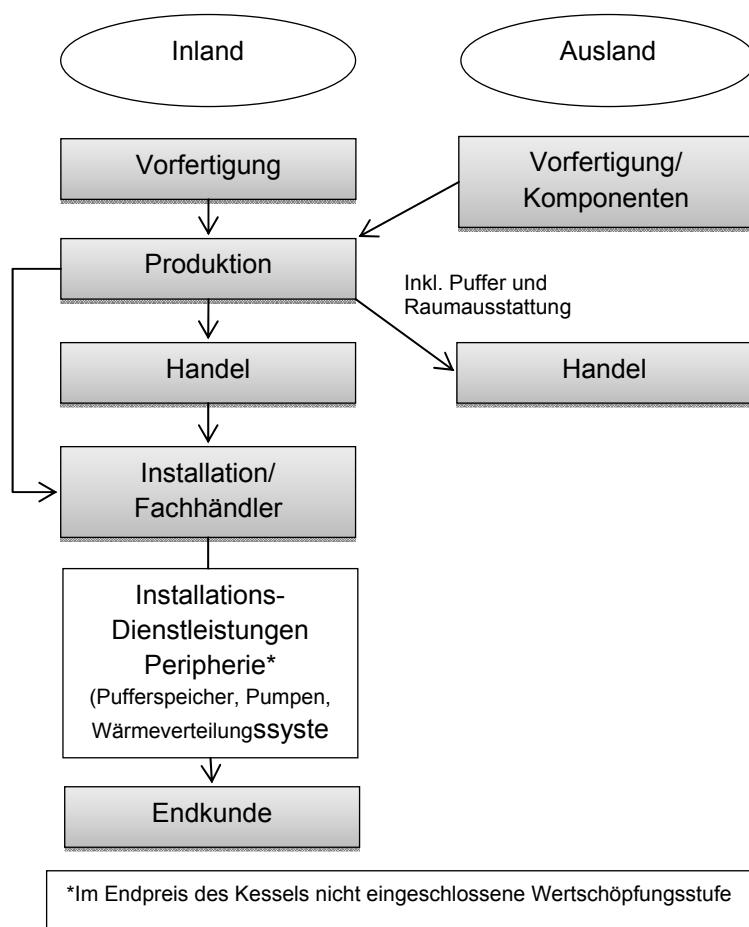 Inland
Ausland
Vorfertigung
Vorfertigung/
Komponenten
Produktion
Inkl. Puffer und
Raumausstattung
Handel
Handel
Installation/
Fachhändler
Installations-
Dienstleistungen
Peripherie*
(Pufferspeicher, Pumpen,
Wärmeverteilungssyste
Endkunde
*Im Endpreis des Kessels nicht eingeschlossene Wertschöpfungsstufe